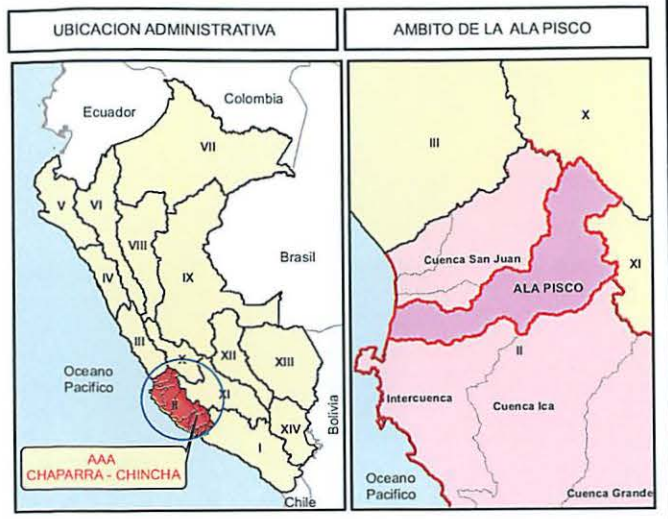 UBICACION ADMINISTRATIVA
Ecuador
Colombia
VII
V
VI
VIII
IV
IX
Brasil
III
X
XII
XIII
Oceano
Pacifico
II
XI
XIV
I
Bolivia
AAA
CHAPARRA - CHINCHA
Chile
AMBITO DE LA ALA PISCO
X
III
Cuenca San Juan
XI
ALA PISCO
II
Intercuenca
Cuenca Ica
Oceano
Pacifico
Cuenca Grande